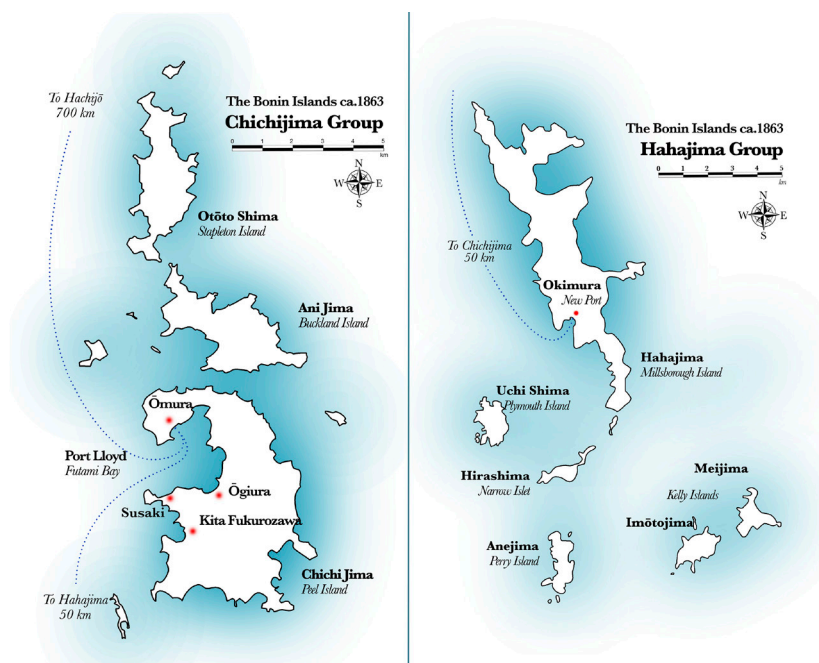 To Hachijō
700 km
The Bonin Islands ca.1863
Chichijima Group
0 1 2 3 4 5
km
N
W E
S
Otōto Shima
Stapleton Island
Ani Jima
Buckland Island
Ōmura
Port Lloyd
Futami Bay
Ōgiura
Susaki
Kita Fukurozawa
Chichi Jima
Peel Island
To Hahajima
50 km
The Bonin Islands ca.1863
Hahajima Group
0 1 2 3 4 5
km
N
W E
S
To Chichijima
50 km
Okimura
New Port
Hahajima
Millsborough Island
Uchi Shima
Plymouth Island
Hirashima
Narrow Islet
Meijima
Kelly Islands
Imōtojima
Anejima
Perry Island